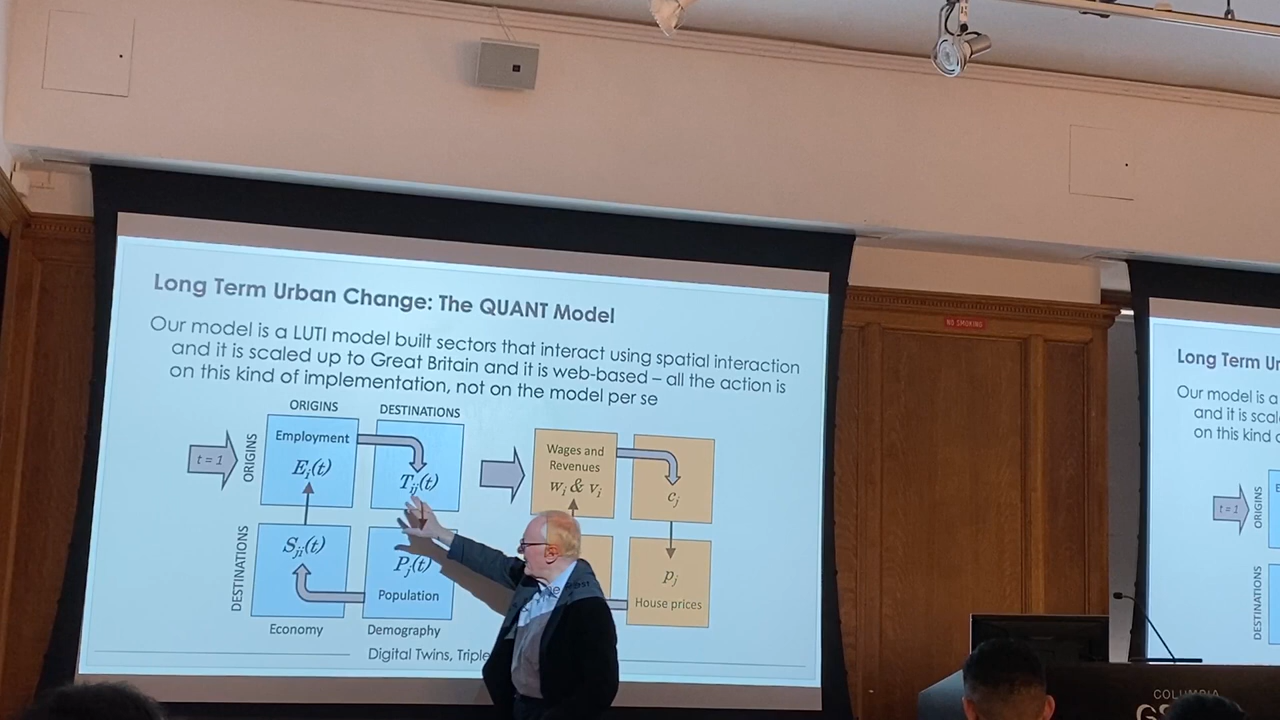 NO SMOKING
Long Term Urban Change: The QUANT Model
Our model is a LUTI model built sectors that interact using spatial interaction
and it is scaled up to Great Britain and it is web-based – all the action is
on this kind of implementation, not on the model per se
ORIGINS
DESTINATIONS
t = 1
ORIGINS
Employment
Eᵢ(t)
Tᵢⱼ(t)
Wages and
Revenues
wᵢ & vⱼ
cⱼ
DESTINATIONS
Sⱼᵢ(t)
Pⱼ(t)
Population
pⱼ
House prices
Economy
Demography
Digital Twins, Triple
Long Term Ur
Our model is a
and it is scal
on this kind
ORIGINS
t = 1
DESTINATIONS
COLUMBIA